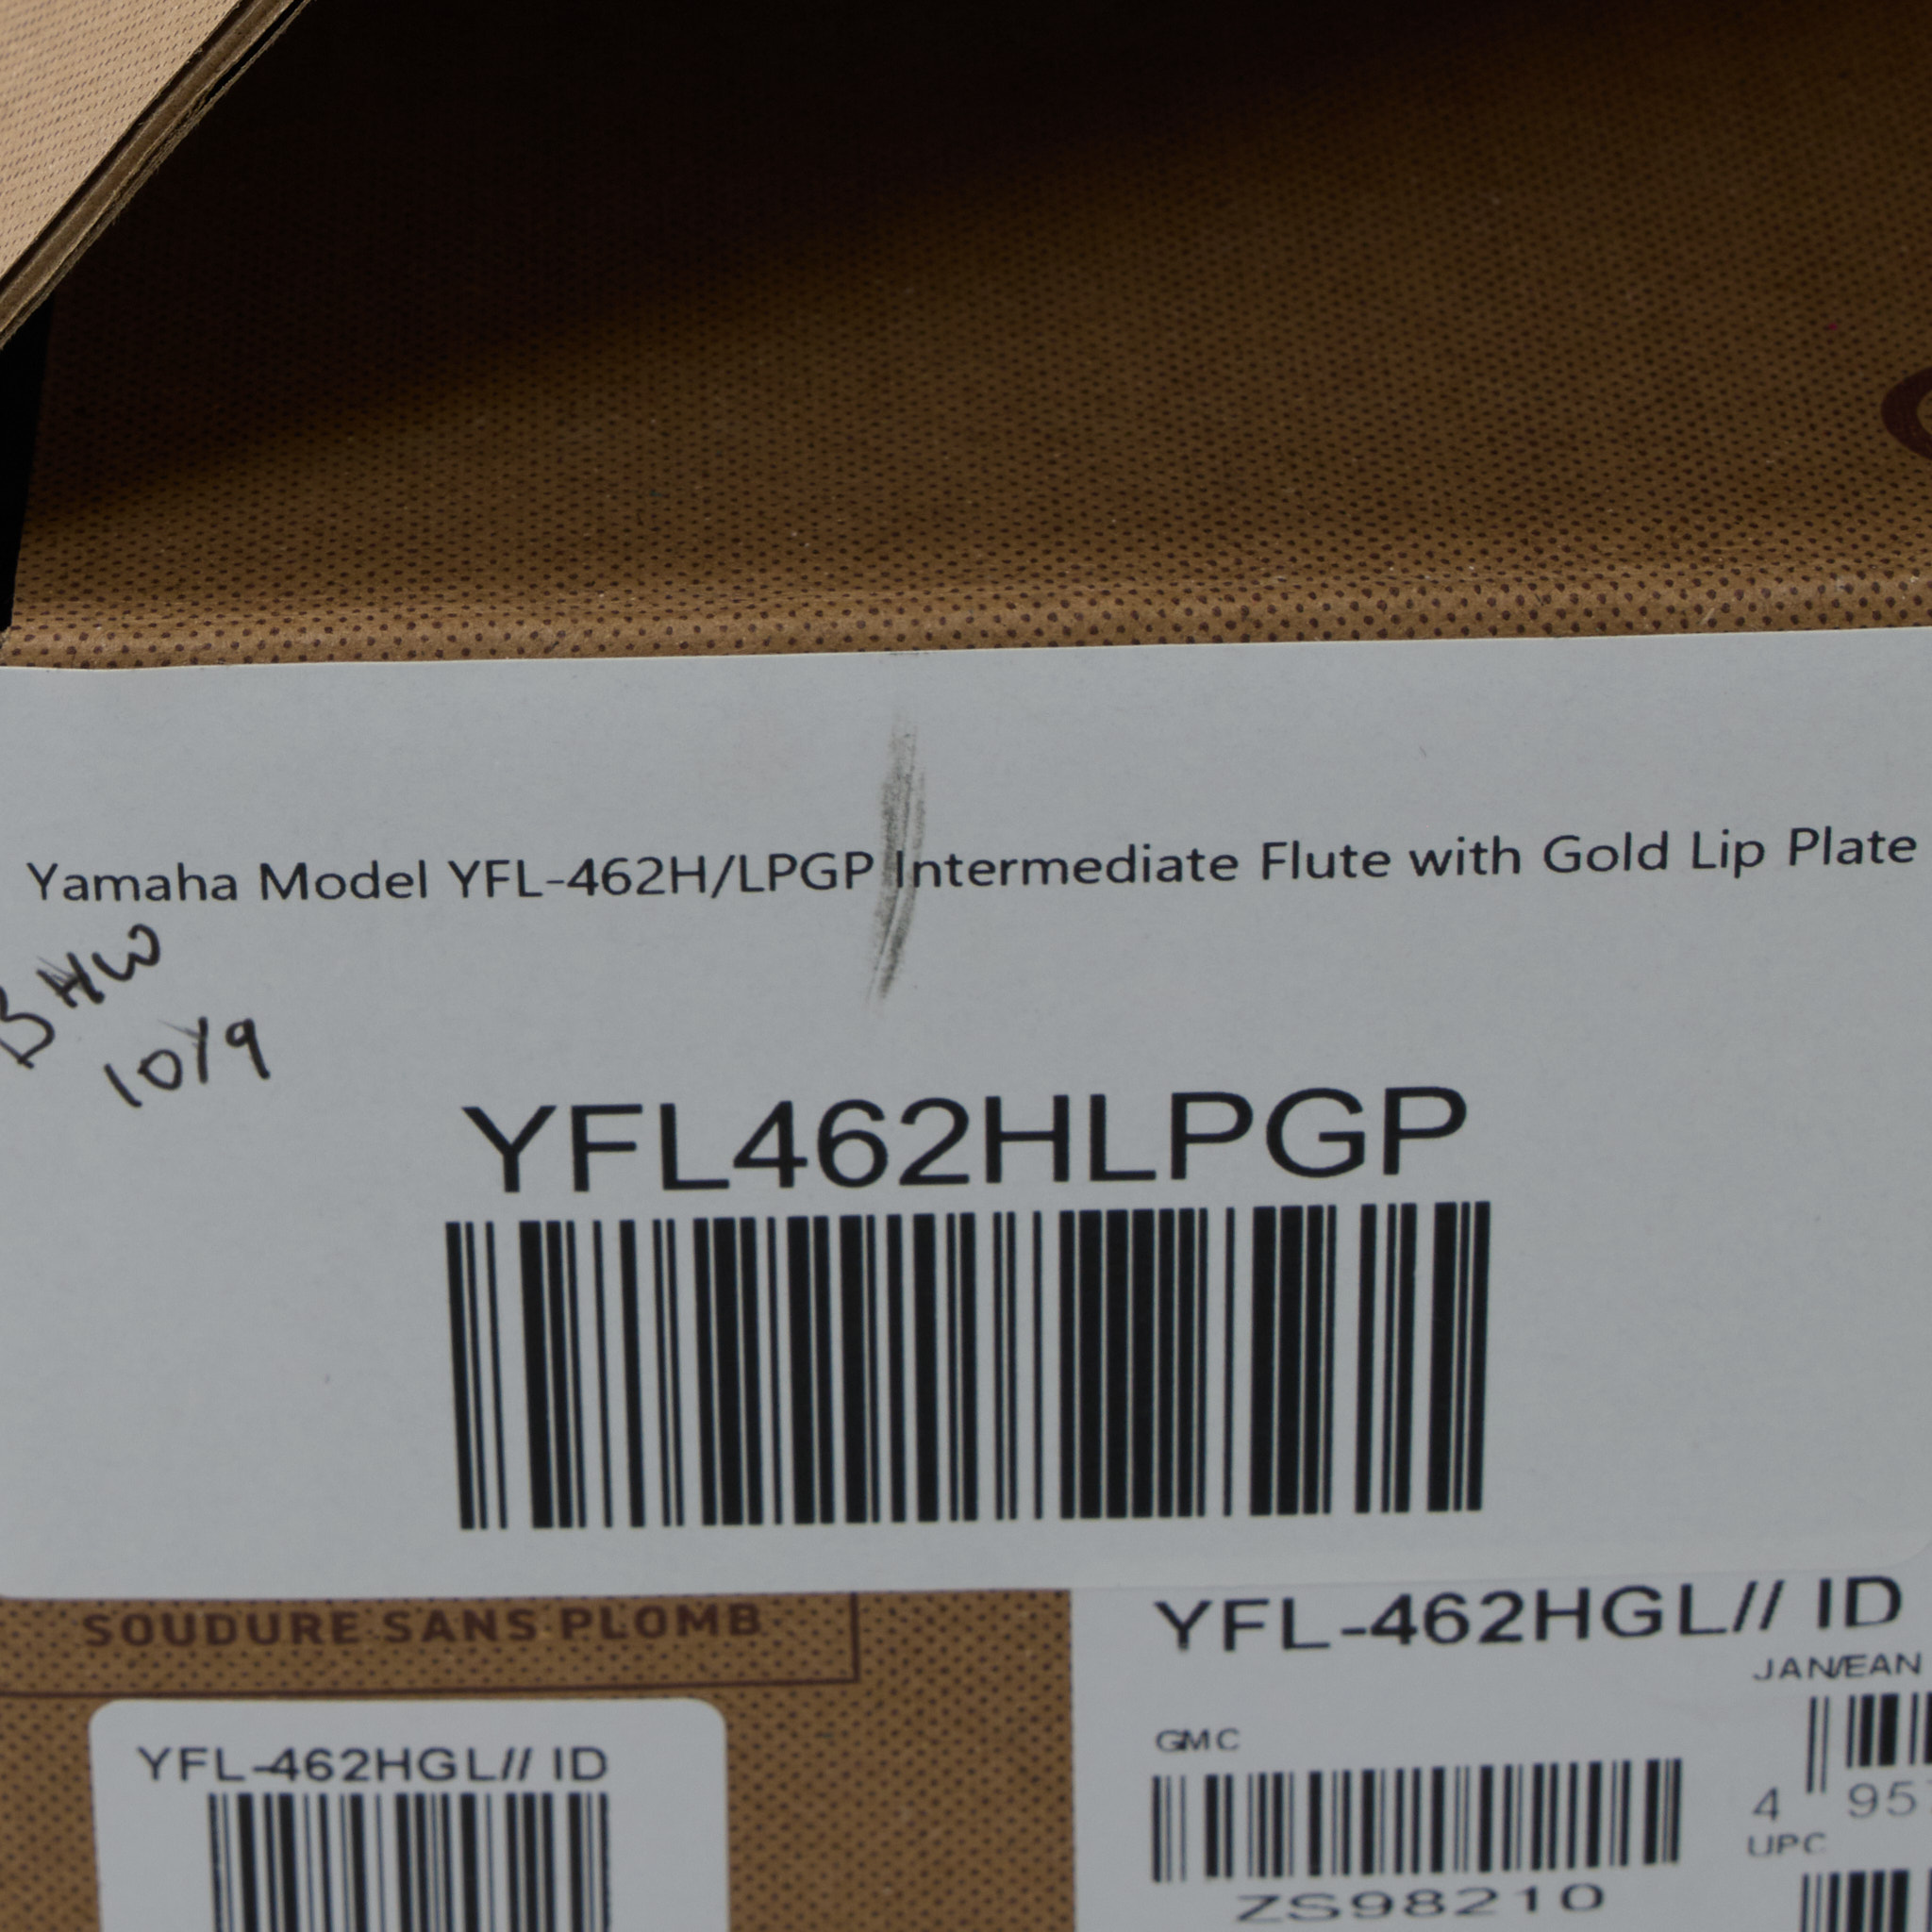 Yamaha Model YFL-462H/LPGP Intermediate Flute with Gold Lip Plate
BHW
10/9
YFL462HLPGP
SOUDURE SANS PLOMB
YFL-462HGL// ID
YFL-462HGL// ID
JAN/EAN
GMC
4 95
UPC
ZS98210